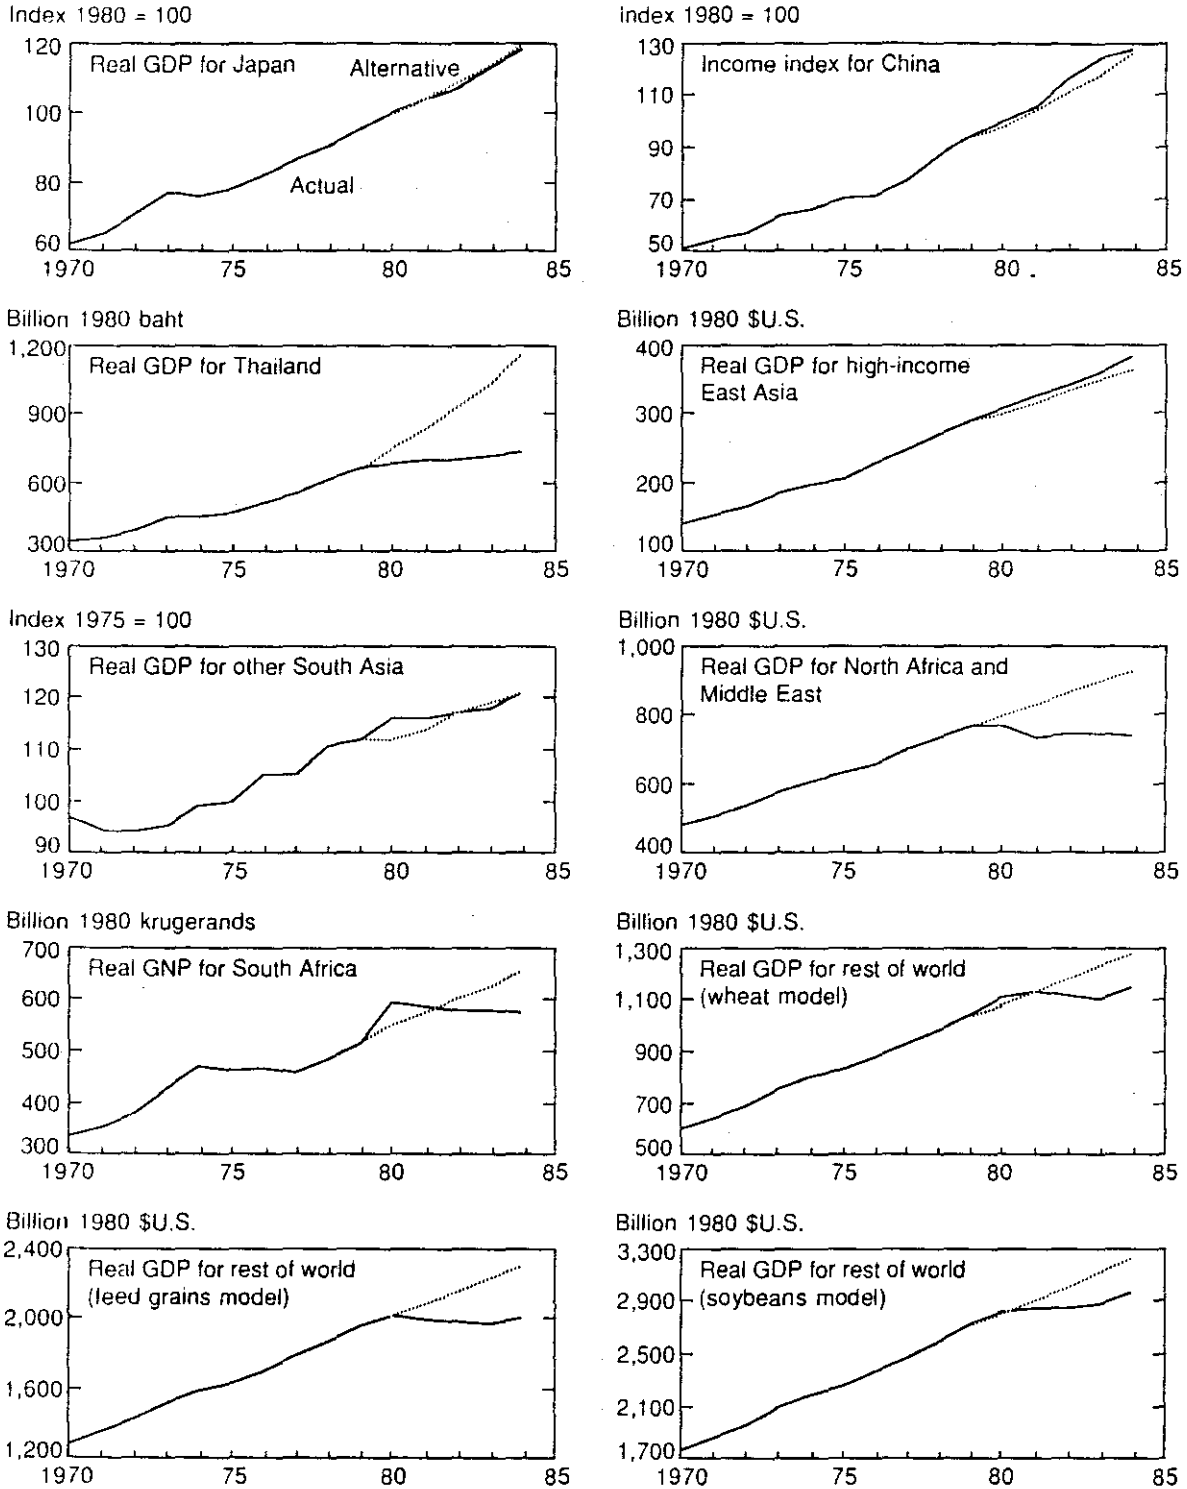 Index 1980 = 100
120
Real GDP for Japan
Alternative
100
80
Actual
60
1970 75 80 85
Index 1980 = 100
130
Income index for China
110
90
70
50
1970 75 80 85
Billion 1980 baht
1,200
Real GDP for Thailand
900
600
300
1970 75 80 85
Billion 1980 $U.S.
400
Real GDP for high-income
East Asia
300
200
100
1970 75 80 85
Index 1975 = 100
130
Real GDP for other South Asia
120
110
100
90
1970 75 80 85
Billion 1980 $U.S.
1,000
Real GDP for North Africa and
Middle East
800
600
400
1970 75 80 85
Billion 1980 krugerands
700
Real GNP for South Africa
600
500
400
300
1970 75 80 85
Billion 1980 $U.S.
1,300
Real GDP for rest of world
(wheat model)
1,100
900
700
500
1970 75 80 85
Billion 1980 $U.S.
2,400
Real GDP for rest of world
(feed grains model)
2,000
1,600
1,200
1970 75 80 85
Billion 1980 $U.S.
3,300
Real GDP for rest of world
(soybeans model)
2,900
2,500
2,100
1,700
1970 75 80 85